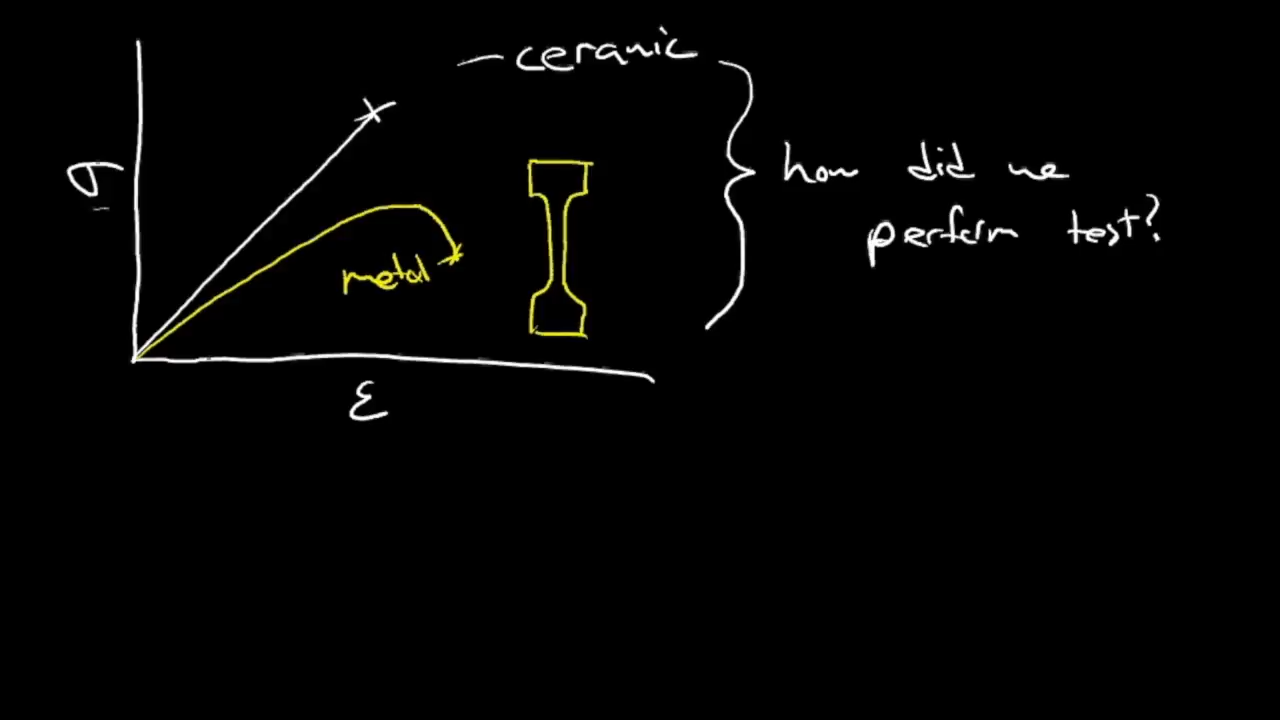 – ceramic
how did we
σ
perform test?
metal
ε